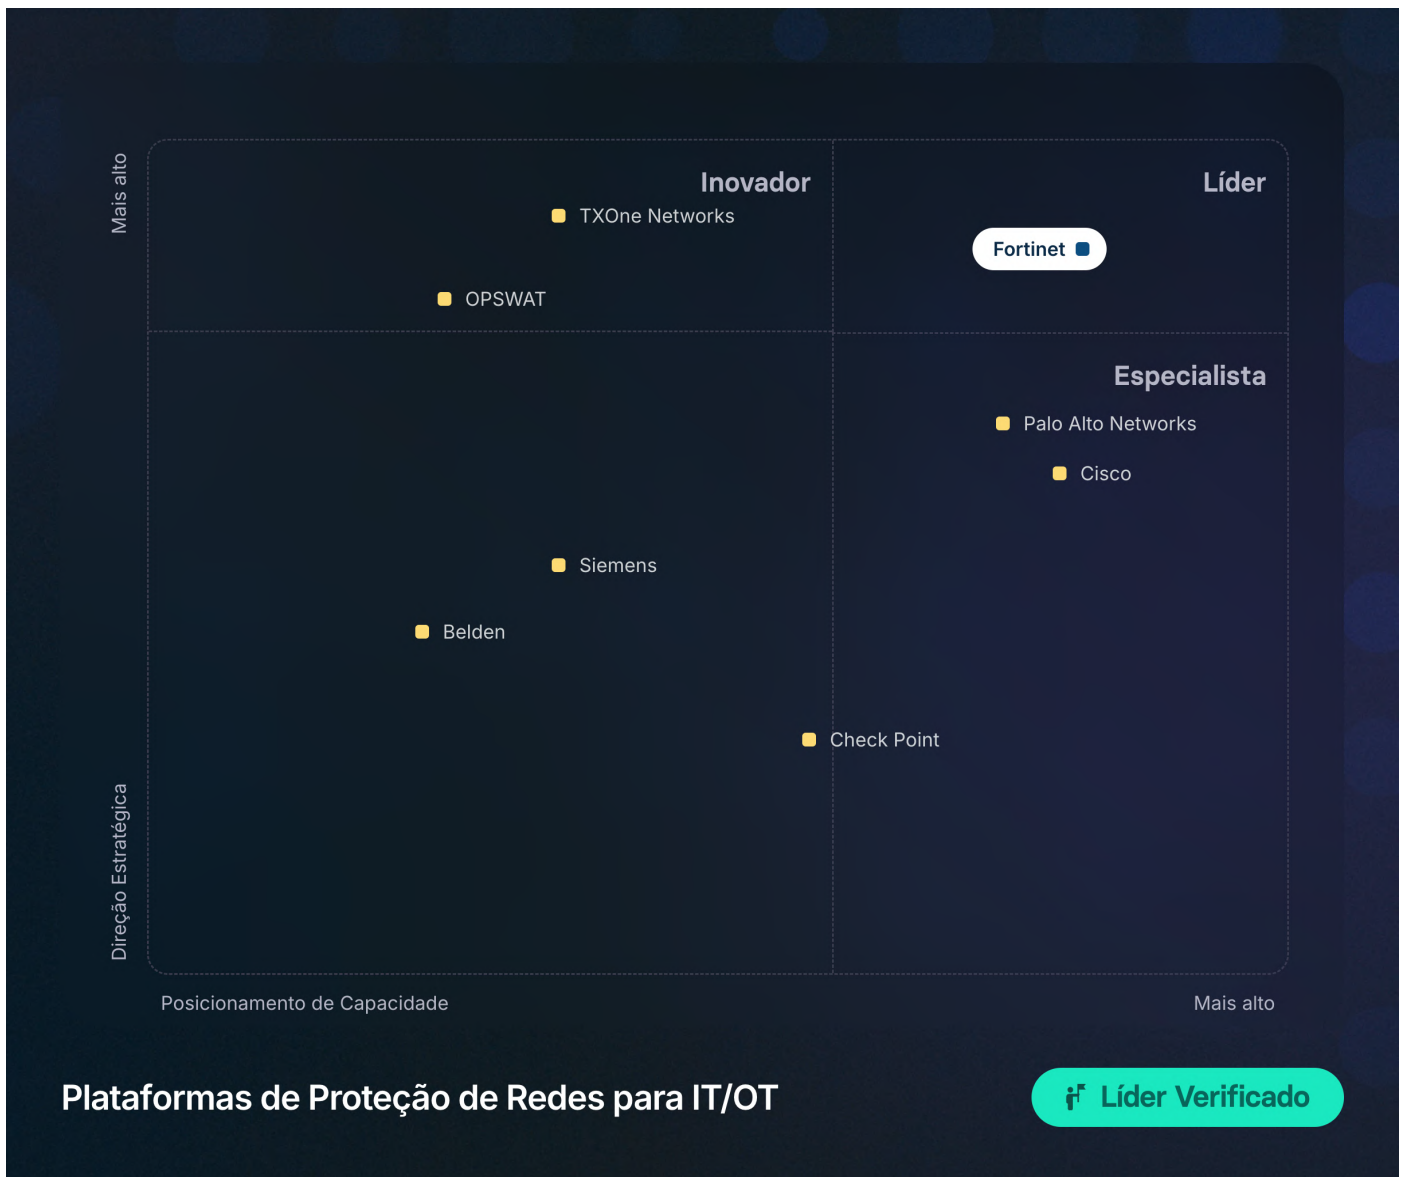 Mais alto
Inovador
Líder
TXOne Networks
Fortinet
OPSWAT
Especialista
Palo Alto Networks
Cisco
Siemens
Belden
Check Point
Direção Estratégica
Posicionamento de Capacidade
Mais alto
Plataformas de Proteção de Redes para IT/OT
Líder Verificado